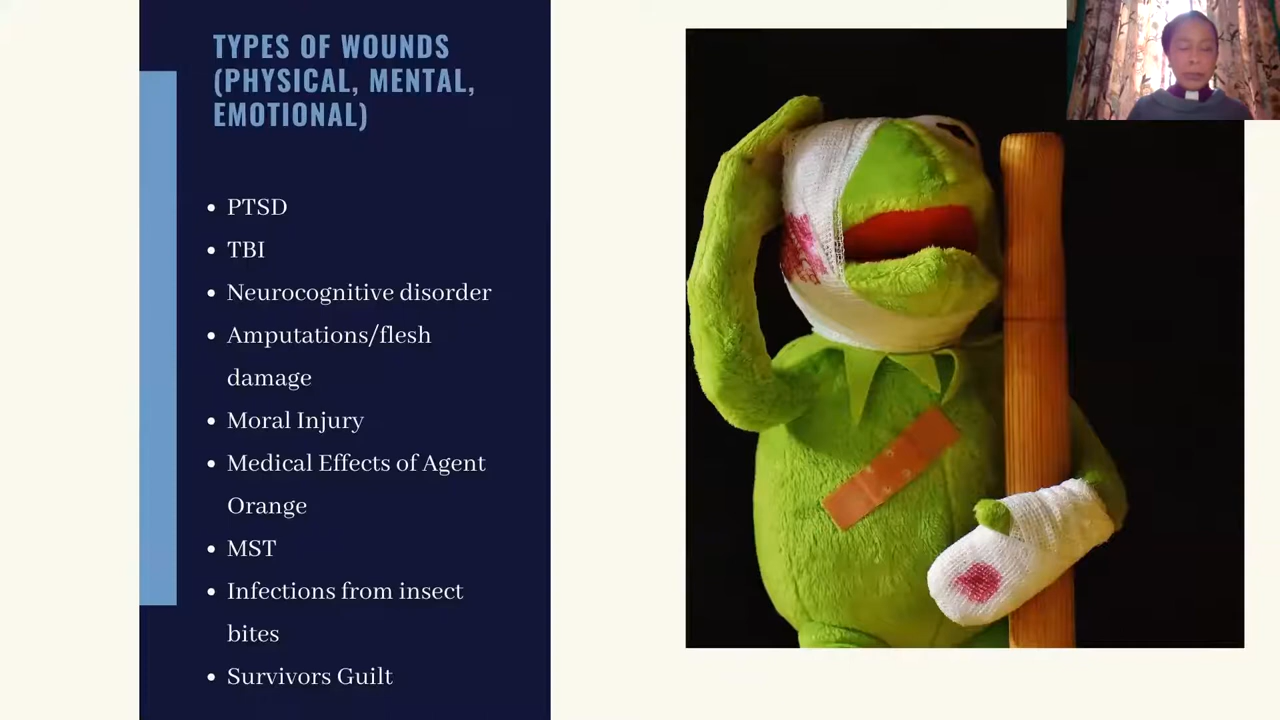 TYPES OF WOUNDS
(PHYSICAL, MENTAL,
EMOTIONAL)
• PTSD
• TBI
• Neurocognitive disorder
• Amputations/flesh
damage
• Moral Injury
• Medical Effects of Agent
Orange
• MST
• Infections from insect
bites
• Survivors Guilt